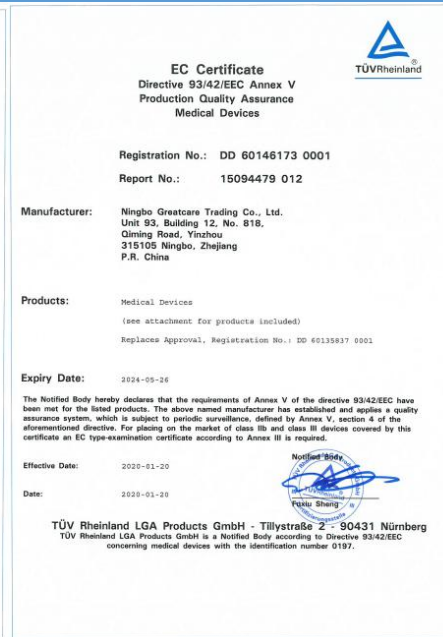 TÜVRheinland®
EC Certificate
Directive 93/42/EEC Annex V
Production Quality Assurance
Medical Devices
Registration No.: DD 60146173 0001
Report No.: 15094479 012
Manufacturer: Ningbo Greatcare Trading Co., Ltd.
Unit 93, Building 12, No. 818,
Qiming Road, Yinzhou
315105 Ningbo, Zhejiang
P.R. China
Products: Medical Devices
(see attachment for products included)
Replaces Approval, Registration No.: DD 60135837 0001
Expiry Date: 2024-05-26
The Notified Body hereby declares that the requirements of Annex V of the directive 93/42/EEC have
been met for the listed products. The above named manufacturer has established and applies a quality
assurance system, which is subject to periodic surveillance, defined by Annex V, section 4 of the
aforementioned directive. For placing on the market of class IIb and class III devices covered by this
certificate an EC type-examination certificate according to Annex III is required.
Notified Body
Effective Date: 2020-01-20
Date: 2020-01-20
Fuxiu Sheng
TÜV Rheinland LGA Products GmbH - Tillystraße 2 - 90431 Nürnberg
TÜV Rheinland LGA Products GmbH is a Notified Body according to Directive 93/42/EEC
concerning medical devices with the identification number 0197.